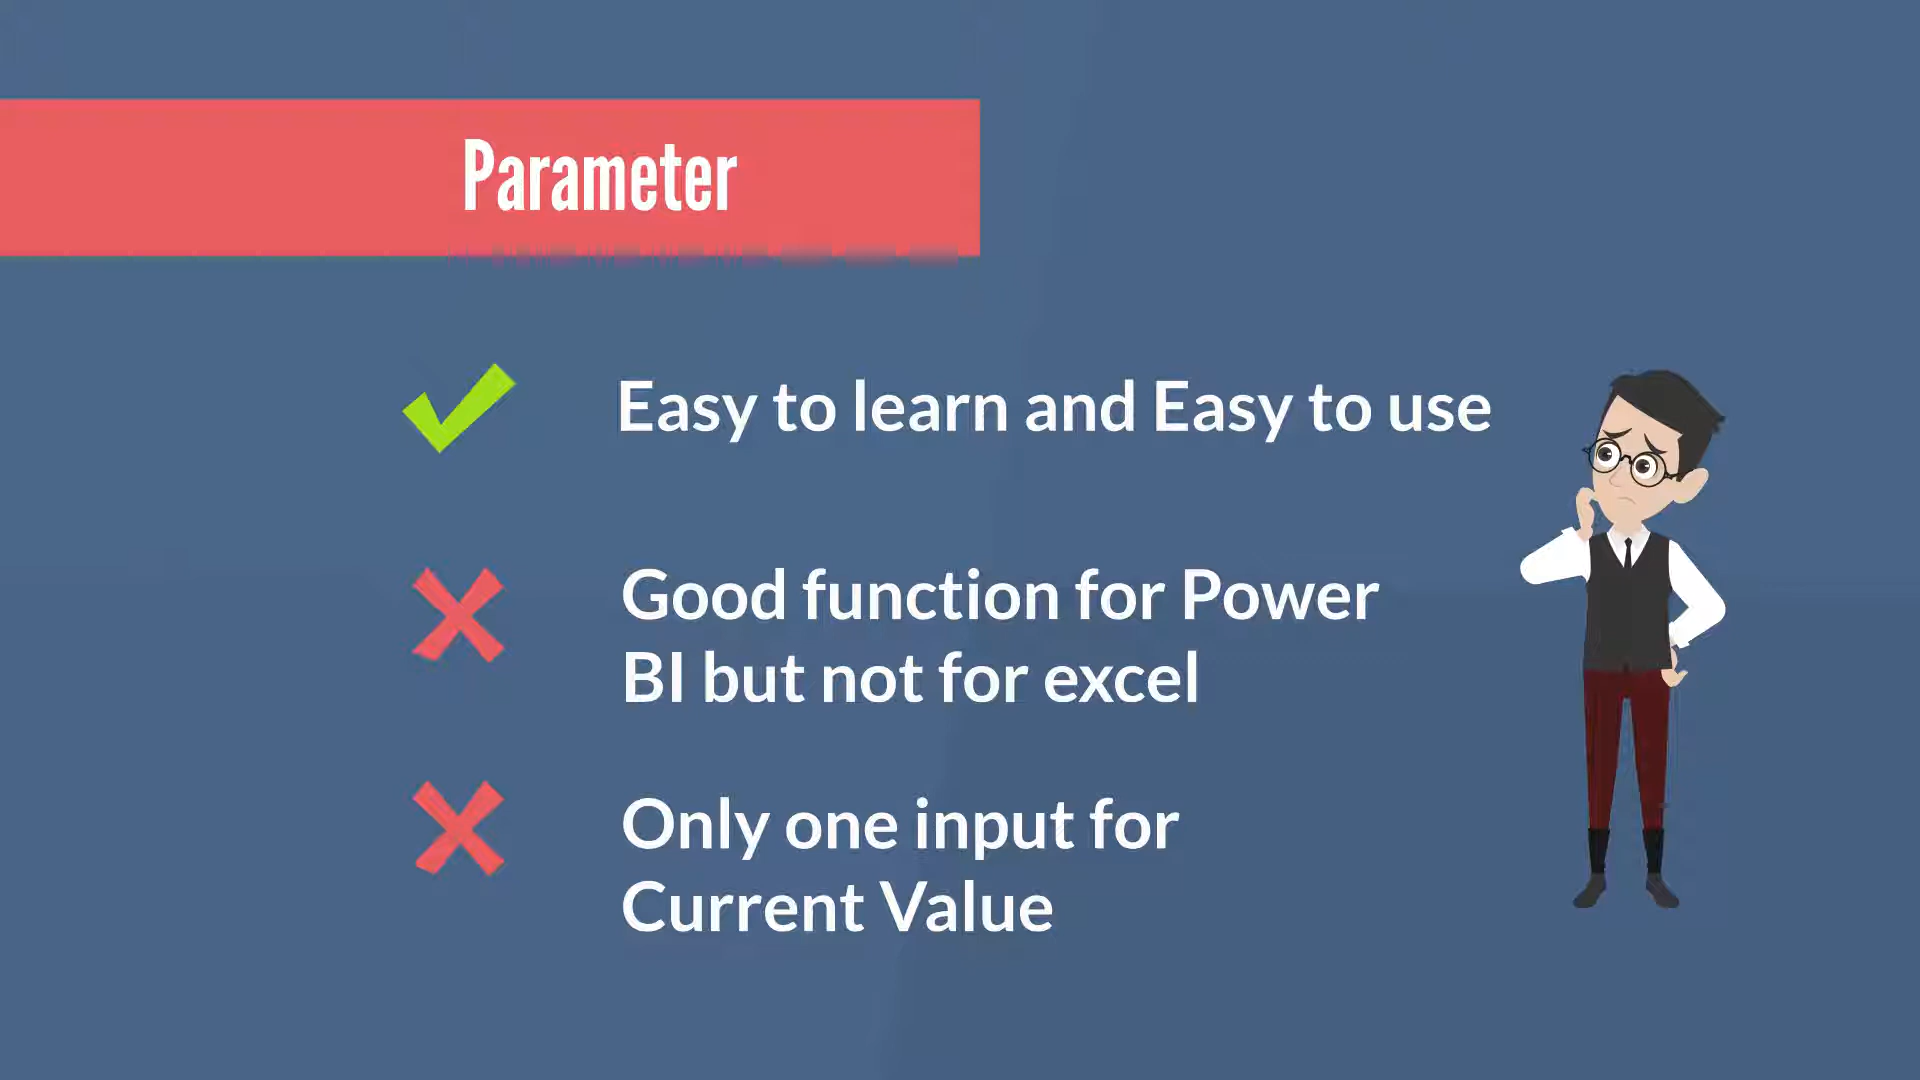 Parameter
Easy to learn and Easy to use
Good function for Power
BI but not for excel
Only one input for
Current Value